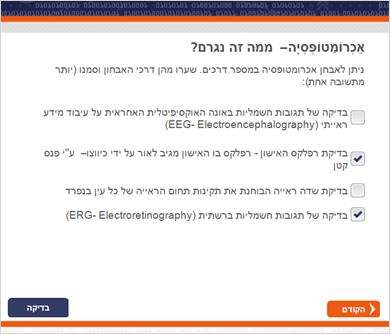 אַכְרוֹמָטוֹפְּסִיָה– ממה זה נגרם?
ניתן לאבחן אכרומטופסיה במספר דרכים. שערו מהן דרכי האבחון וסמנו (יותר
מתשובה אחת):
בדיקה של תגובות חשמליות באונה האוקסיפיטלית האחראית על עיבוד מידע
ראייתי (EEG- Electroencephalography)
בדיקת רפלקס האישון - רפלקס בו האישון מגיב לאור על ידי כיווצו– ע"י פנס
קטן
בדיקת שדה ראייה הבוחנת את תקינות תחום הראייה של כל עין בנפרד
בדיקה של תגובות חשמליות ברשתית (ERG- Electroretinography)
הקודם
בדיקה